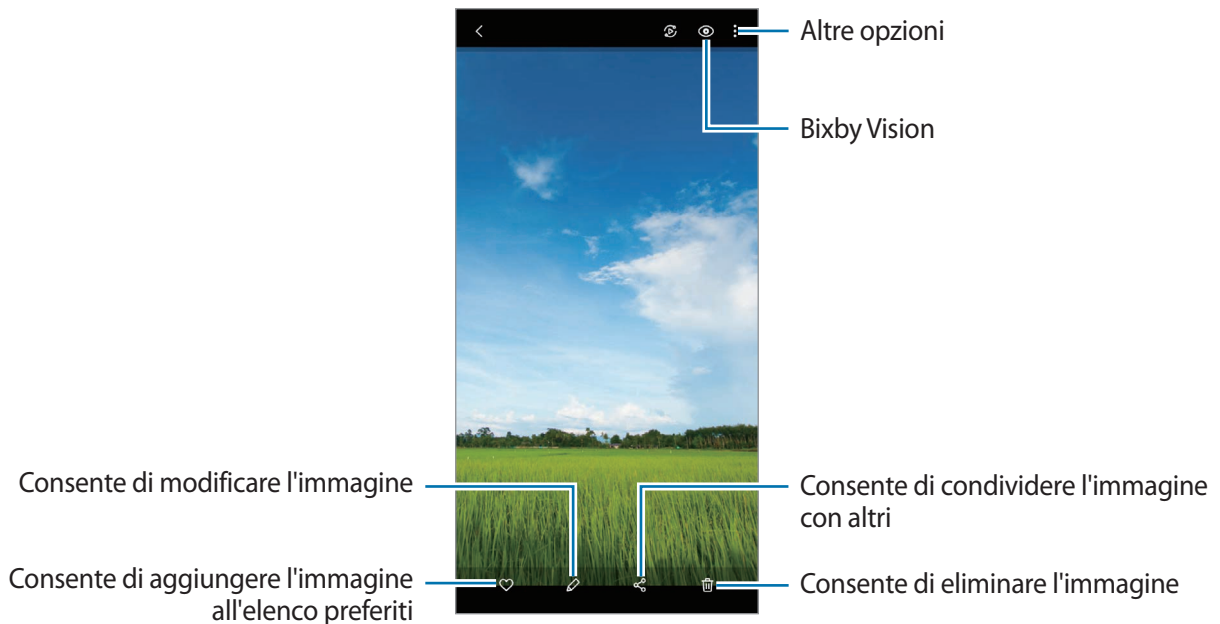 Altre opzioni
Bixby Vision
Consente di modificare l'immagine
Consente di condividere l'immagine
con altri
Consente di aggiungere l'immagine
all'elenco preferiti
Consente di eliminare l'immagine